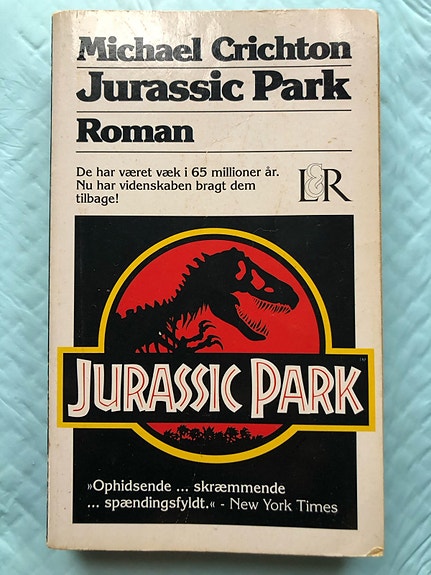 Michael Crichton
Jurassic Park
Roman
De har været væk i 65 millioner år.
Nu har videnskaben bragt dem
tilbage!
L&R
JURASSIC PARK
»Ophidsende ... skræmmende
... spændingsfyldt.« - New York Times